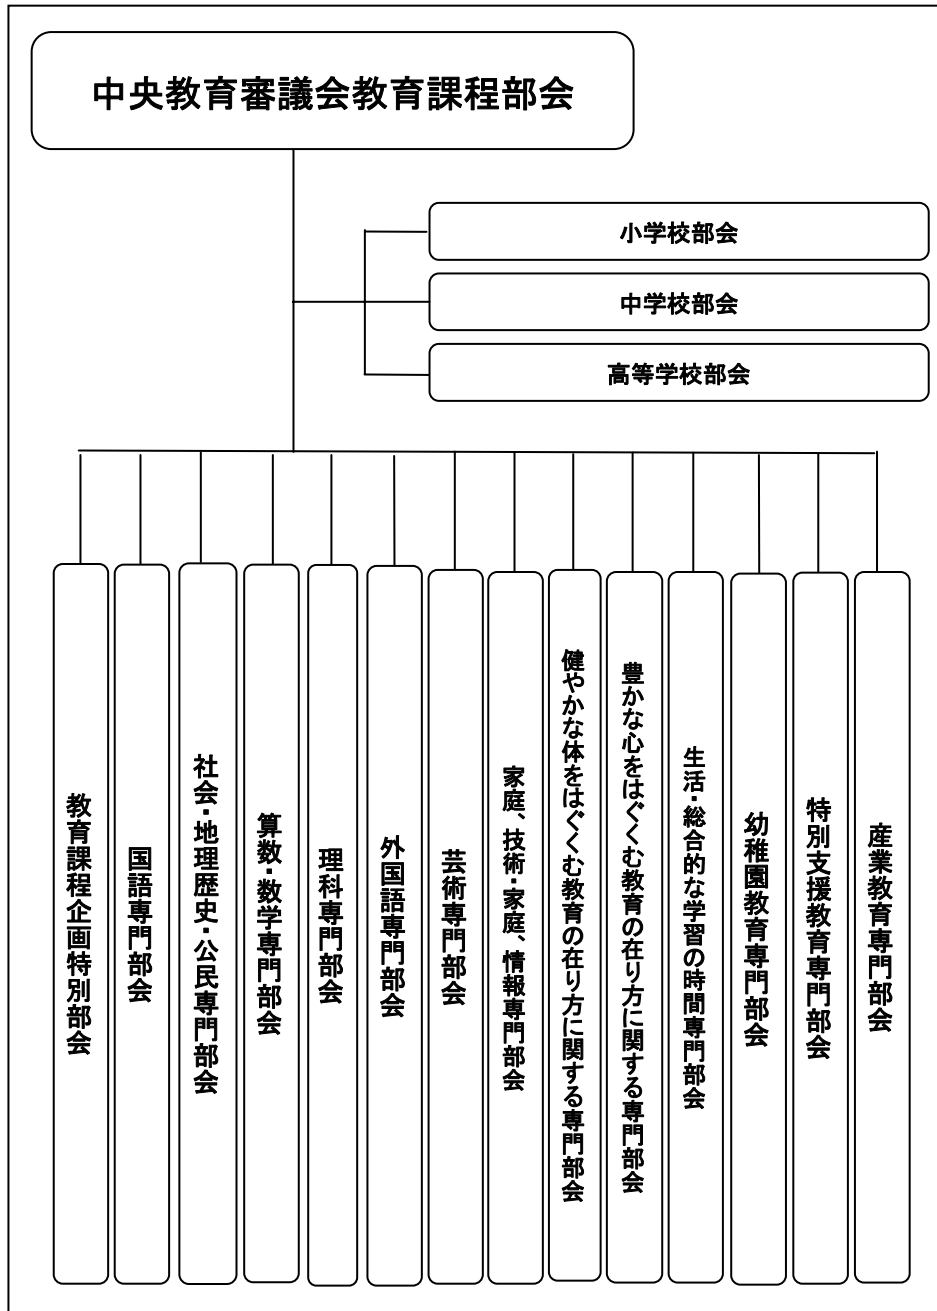 中央教育審議会教育課程部会
小学校部会
中学校部会
高等学校部会
教育課程企画特別部会
国語専門部会
社会・地理歴史・公民専門部会
算数・数学専門部会
理科専門部会
外国語専門部会
芸術専門部会
家庭、技術・家庭、情報専門部会
健やかな体をはぐくむ教育の在り方に関する専門部会
豊かな心をはぐくむ教育の在り方に関する専門部会
生活・総合的な学習の時間専門部会
幼稚園教育専門部会
特別支援教育専門部会
産業教育専門部会